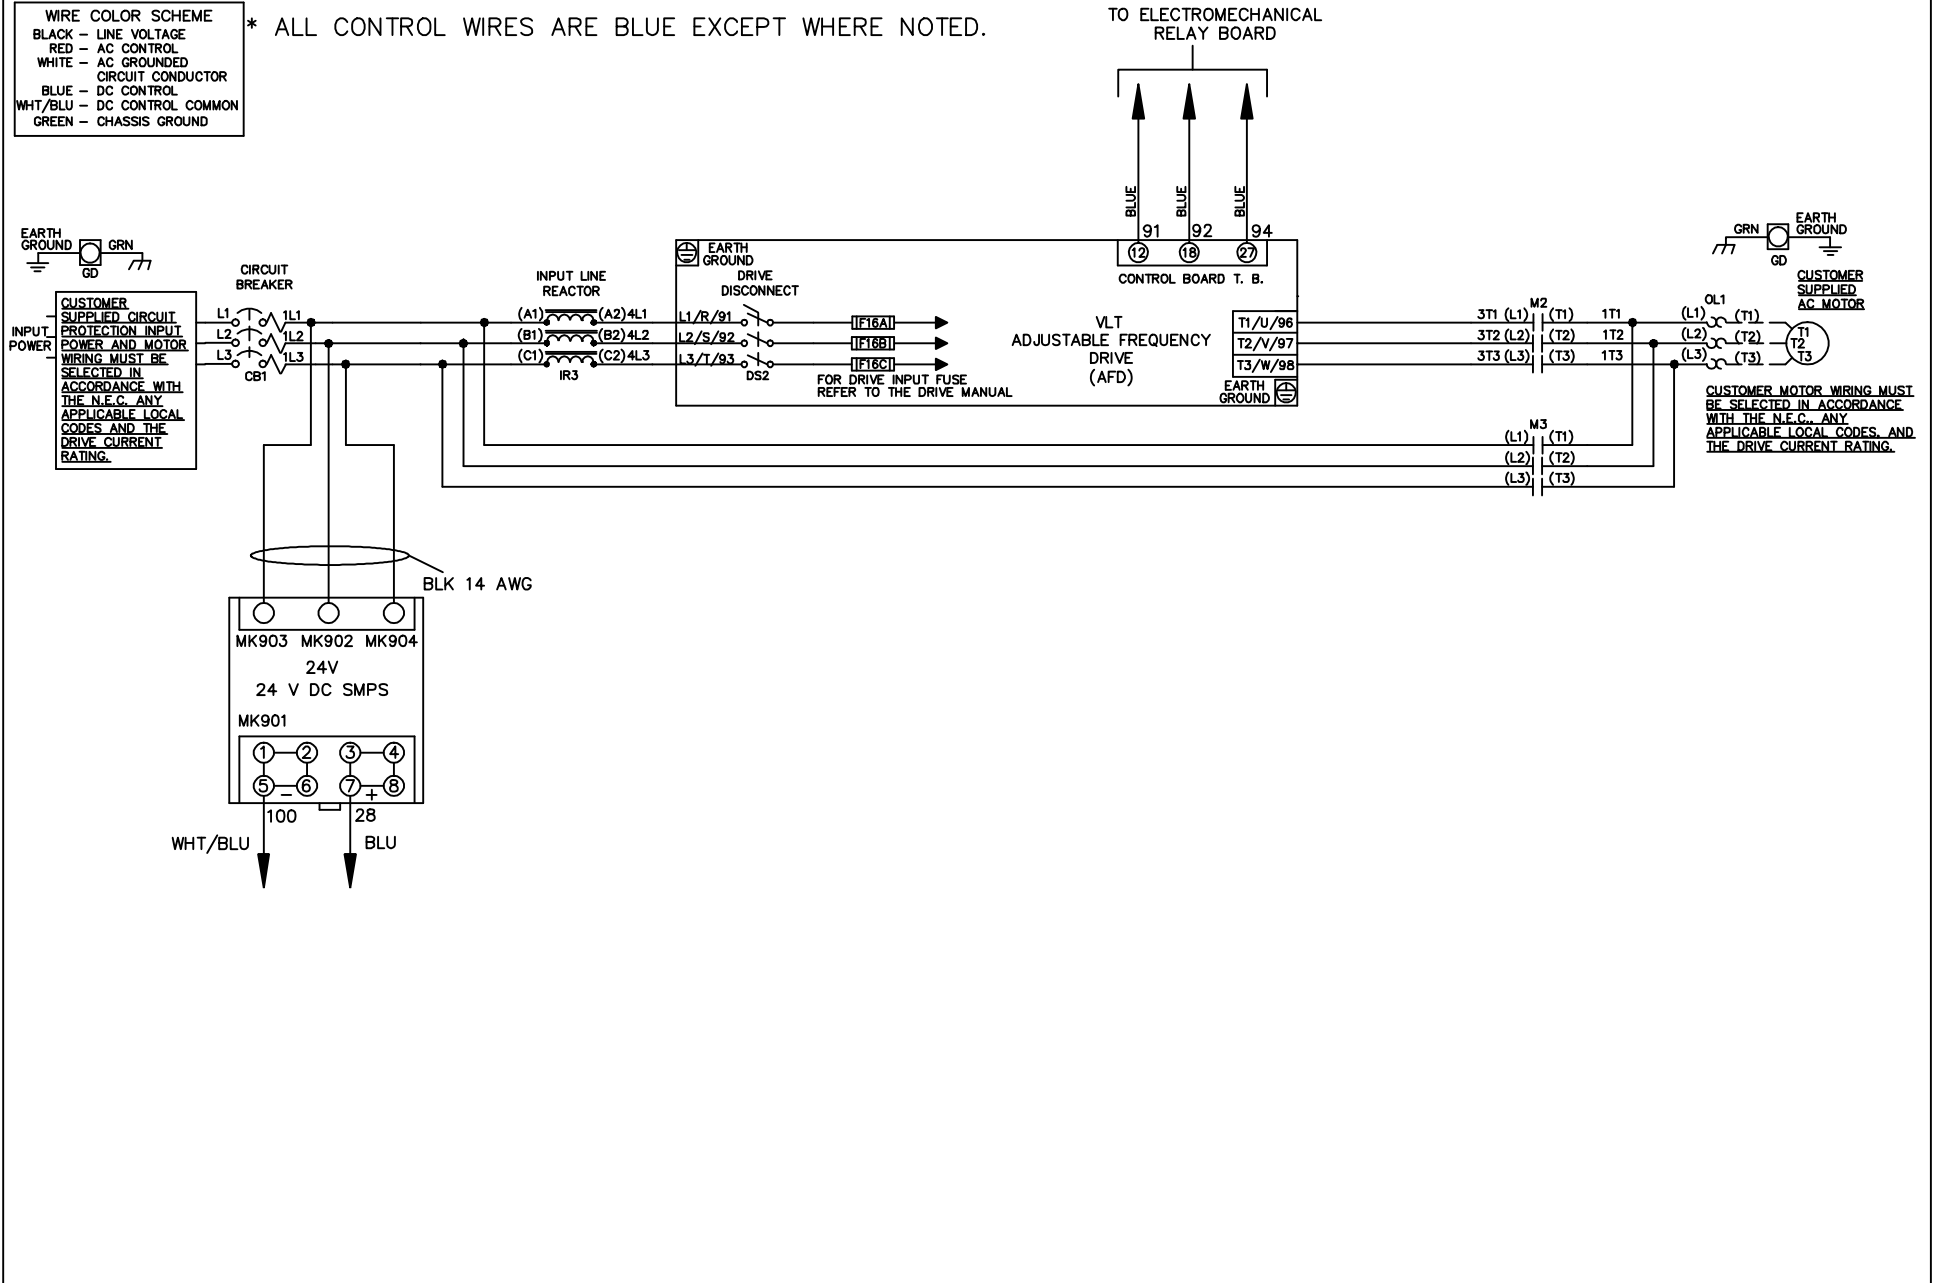 WIRE COLOR SCHEME
BLACK – LINE VOLTAGE
RED – AC CONTROL
WHITE – AC GROUNDED
CIRCUIT CONDUCTOR
BLUE – DC CONTROL
WHT/BLU – DC CONTROL COMMON
GREEN – CHASSIS GROUND
* ALL CONTROL WIRES ARE BLUE EXCEPT WHERE NOTED.
TO ELECTROMECHANICAL
RELAY BOARD
BLUE
BLUE
BLUE
91 92 94
12 18 27
CONTROL BOARD T. B.
EARTH
GROUND
GRN
GD
INPUT
POWER
CUSTOMER
SUPPLIED CIRCUIT
PROTECTION INPUT
POWER AND MOTOR
WIRING MUST BE
SELECTED IN
ACCORDANCE WITH
THE N.E.C. ANY
APPLICABLE LOCAL
CODES AND THE
DRIVE CURRENT
RATING.
CIRCUIT
BREAKER
L1 1L1
L2 1L2
L3 1L3
CB1
INPUT LINE
REACTOR
(A1) (A2)4L1
(B1) (B2)4L2
(C1) (C2)4L3
IR3
EARTH
GROUND
DRIVE
DISCONNECT
L1/R/91
L2/S/92
L3/T/93
DS2
F16A
F16B
F16C
FOR DRIVE INPUT FUSE
REFER TO THE DRIVE MANUAL
VLT
ADJUSTABLE FREQUENCY
DRIVE
(AFD)
T1/U/96
T2/V/97
T3/W/98
EARTH
GROUND
M2
3T1 (L1) (T1) 1T1
3T2 (L2) (T2) 1T2
3T3 (L3) (T3) 1T3
M3
(L1) (T1)
(L2) (T2)
(L3) (T3)
OL1
(L1) (T1)
(L2) (T2)
(L3) (T3)
T1
T2
T3
GRN
EARTH
GROUND
GD
CUSTOMER
SUPPLIED
AC MOTOR
CUSTOMER MOTOR WIRING MUST
BE SELECTED IN ACCORDANCE
WITH THE N.E.C.. ANY
APPLICABLE LOCAL CODES, AND
THE DRIVE CURRENT RATING.
BLK 14 AWG
MK903 MK902 MK904
24V
24 V DC SMPS
MK901
1 2 3 4
5 6 7 8
– +
100 28
WHT/BLU BLU